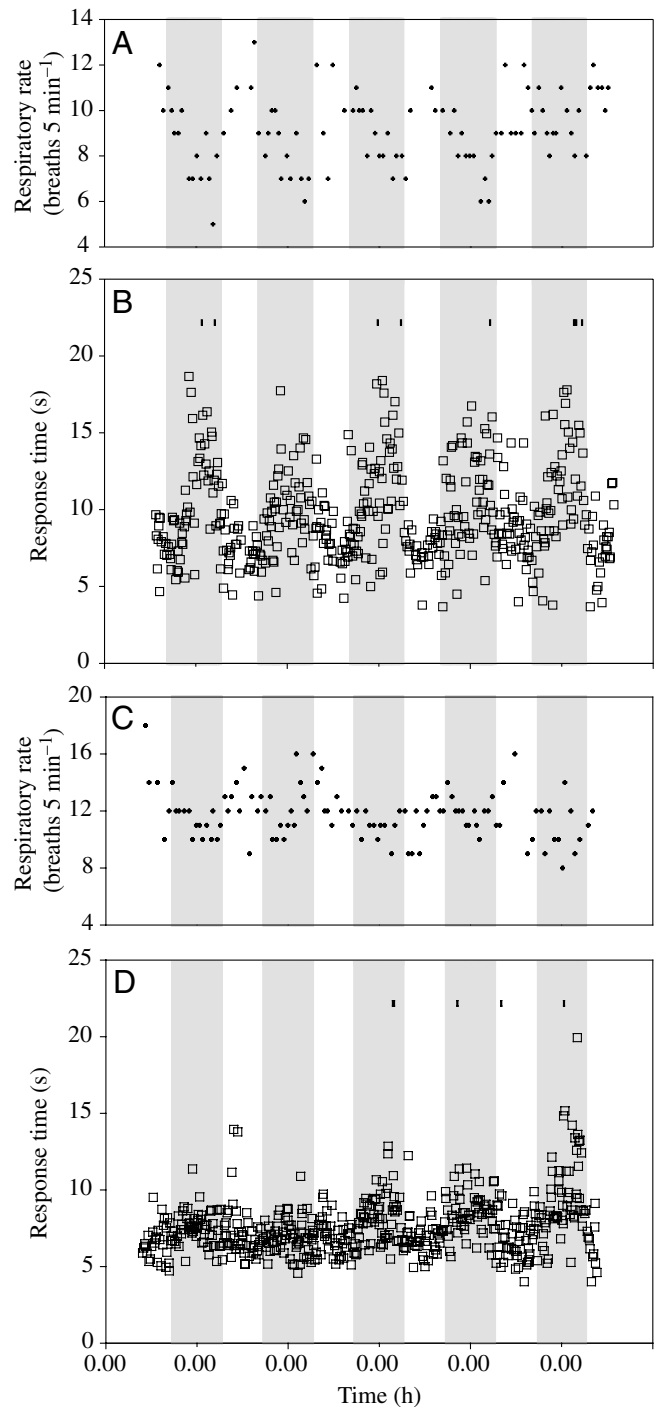 14
A
12
10
8
6
4
Respiratory rate
(breaths 5 min⁻¹)
25
B
20
15
10
5
0
Response time (s)
20
C
16
12
8
4
Respiratory rate
(breaths 5 min⁻¹)
25
D
20
15
10
5
0
Response time (s)
0.00 0.00 0.00 0.00 0.00 0.00
Time (h)